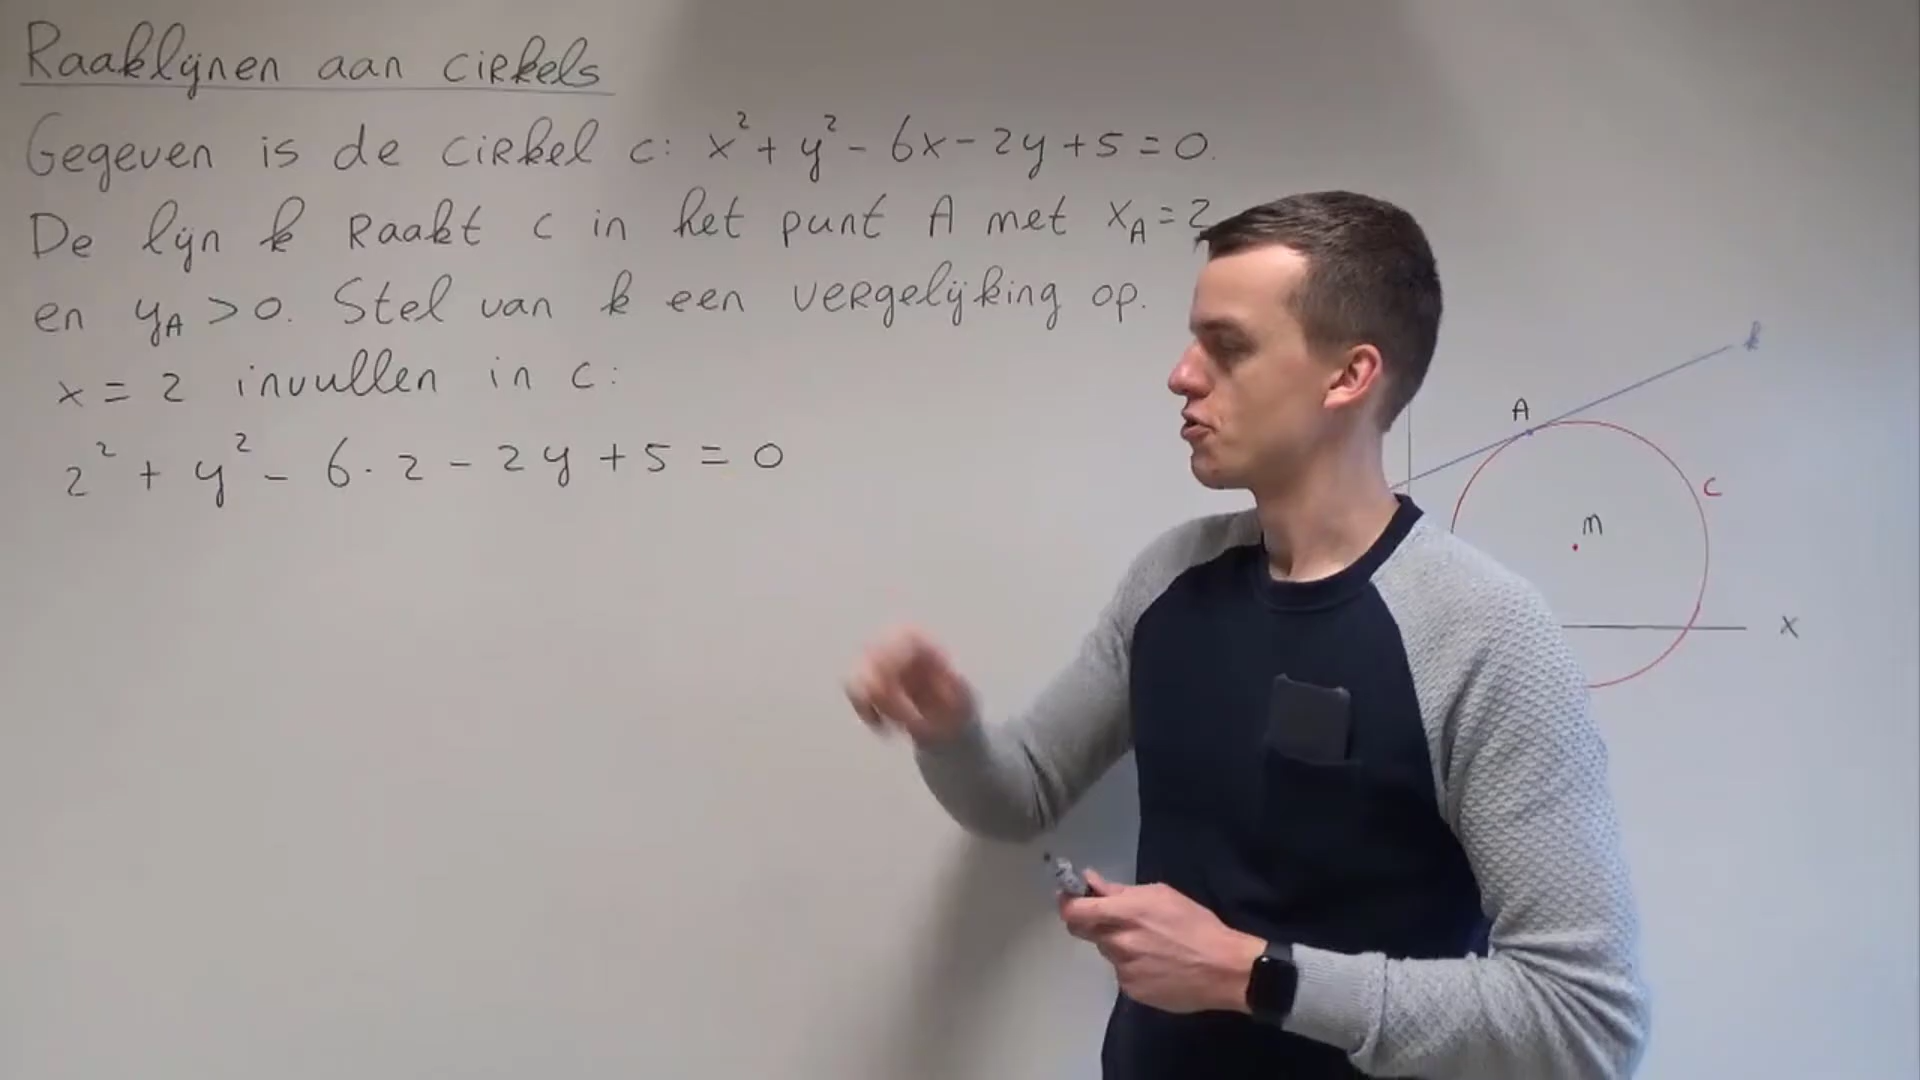 Raaklijnen aan cirkels
Gegeven is de cirkel c: x² + y² - 6x - 2y + 5 = 0.
De lijn k Raakt c in het punt A met x_A = 2
en y_A > 0. Stel van k een vergelijking op.
x = 2 invullen in c:
2² + y² - 6 · 2 - 2y + 5 = 0
k
A
c
M
x